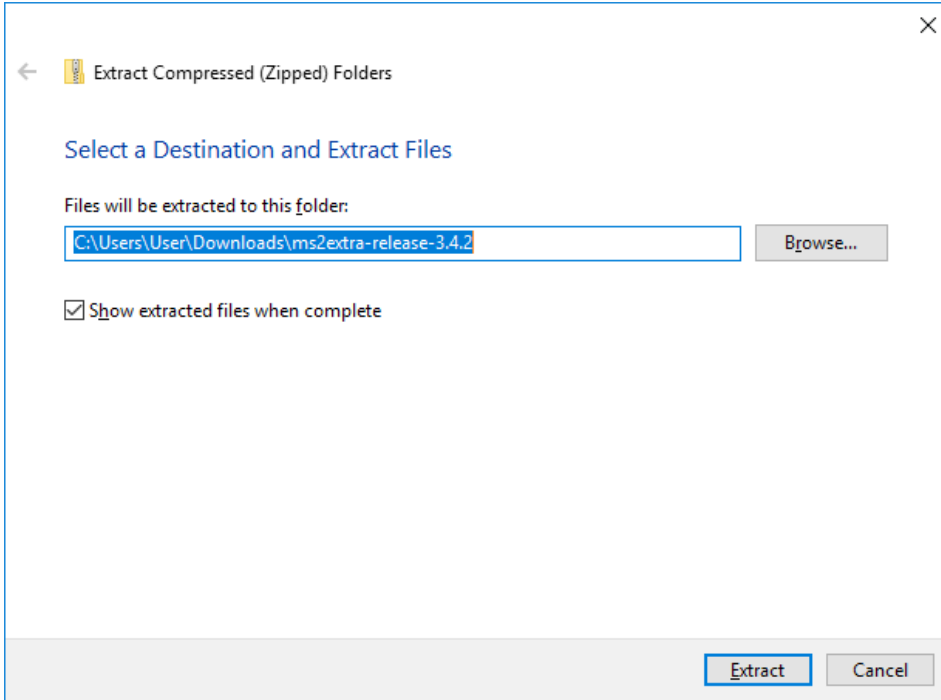 Extract Compressed (Zipped) Folders
Select a Destination and Extract Files
Files will be extracted to this folder:
C:\Users\User\Downloads\ms2extra-release-3.4.2
Browse...
Show extracted files when complete
Extract
Cancel